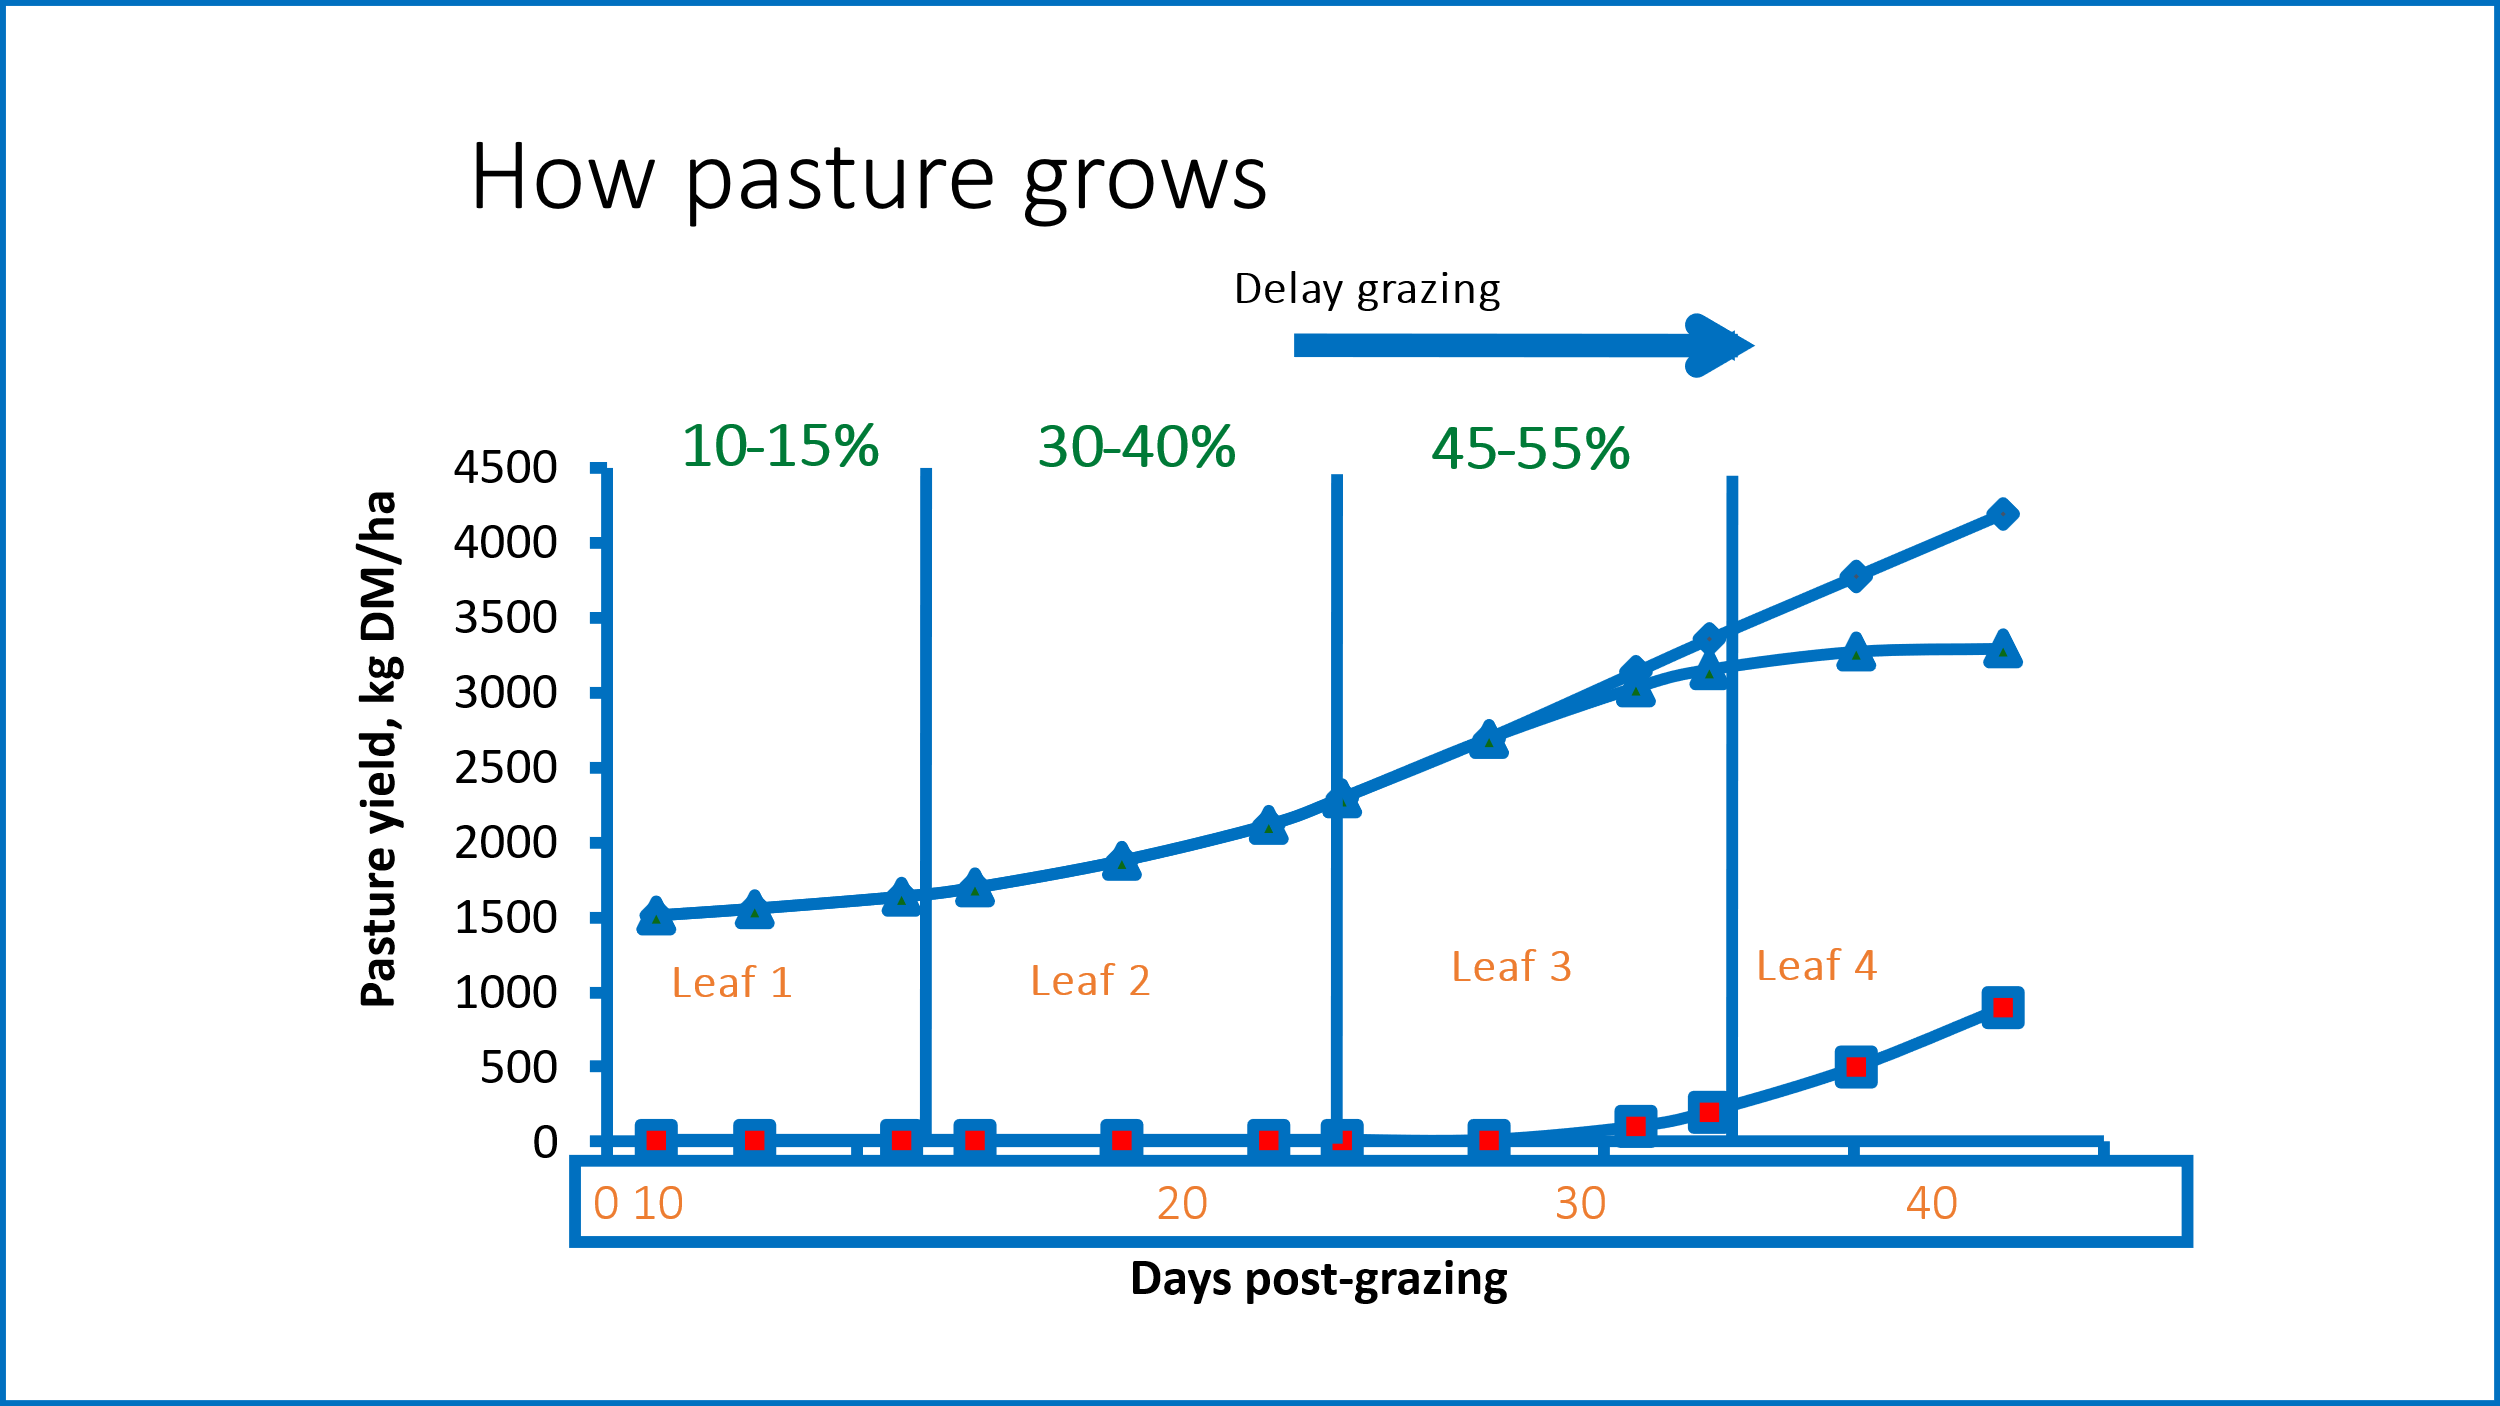 How pasture grows
Delay grazing
10-15%
30-40%
45-55%
4500
4000
3500
3000
2500
2000
1500
1000
500
0
Pasture yield, kg DM/ha
Leaf 1
Leaf 2
Leaf 3
Leaf 4
0 10 20 30 40
Days post-grazing